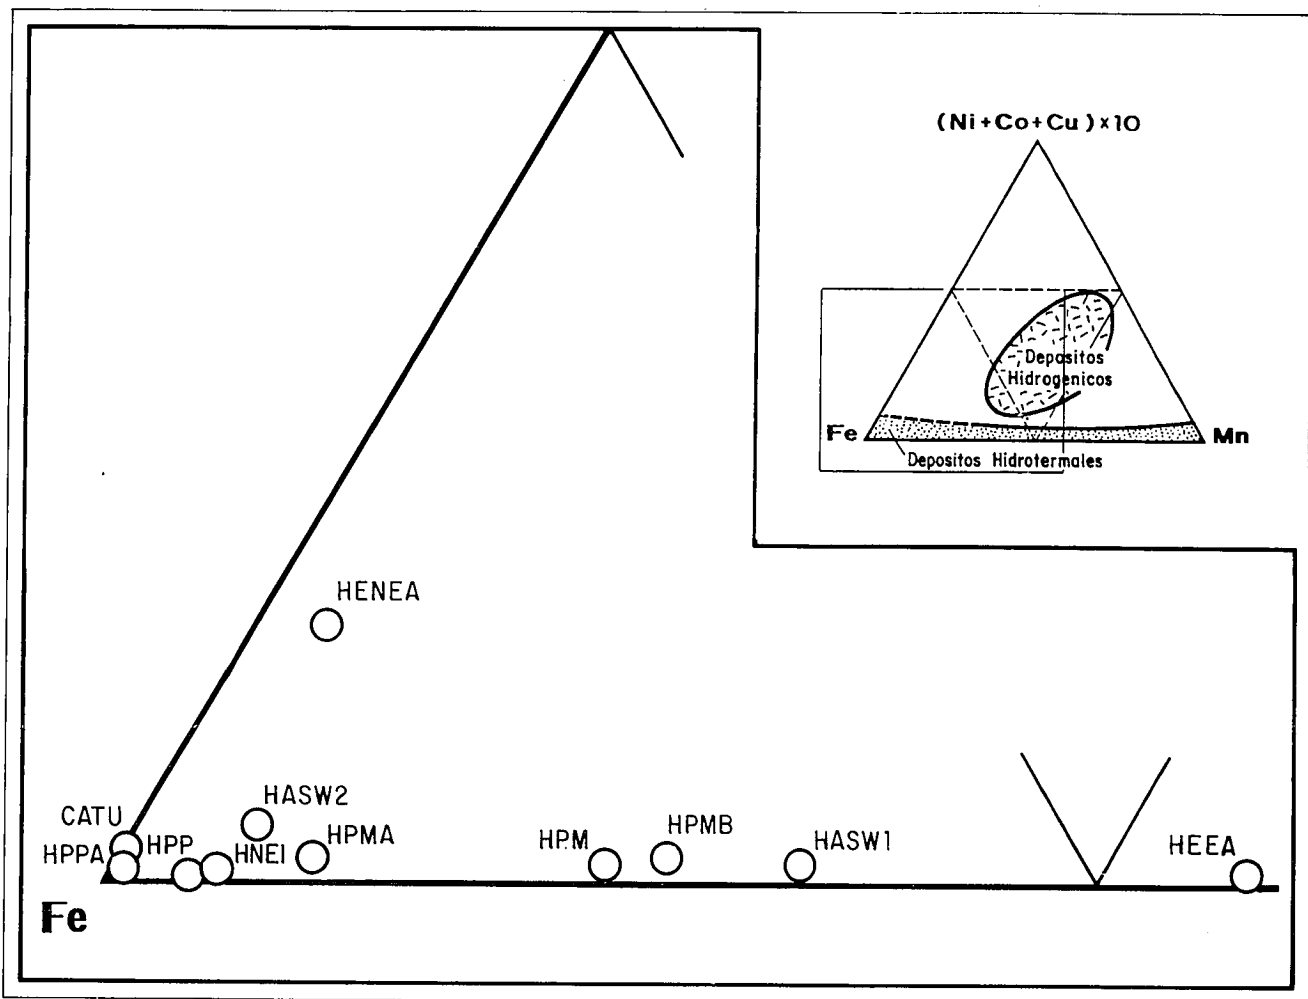 (Ni+Co+Cu)×10
Depositos
Hidrogenicos
Fe
Mn
Depositos Hidrotermales
HENEA
HASW2
CATU
HPP
HPMA
HPPA
HNEI
HPM
HPMB
HASW1
HEEA
Fe